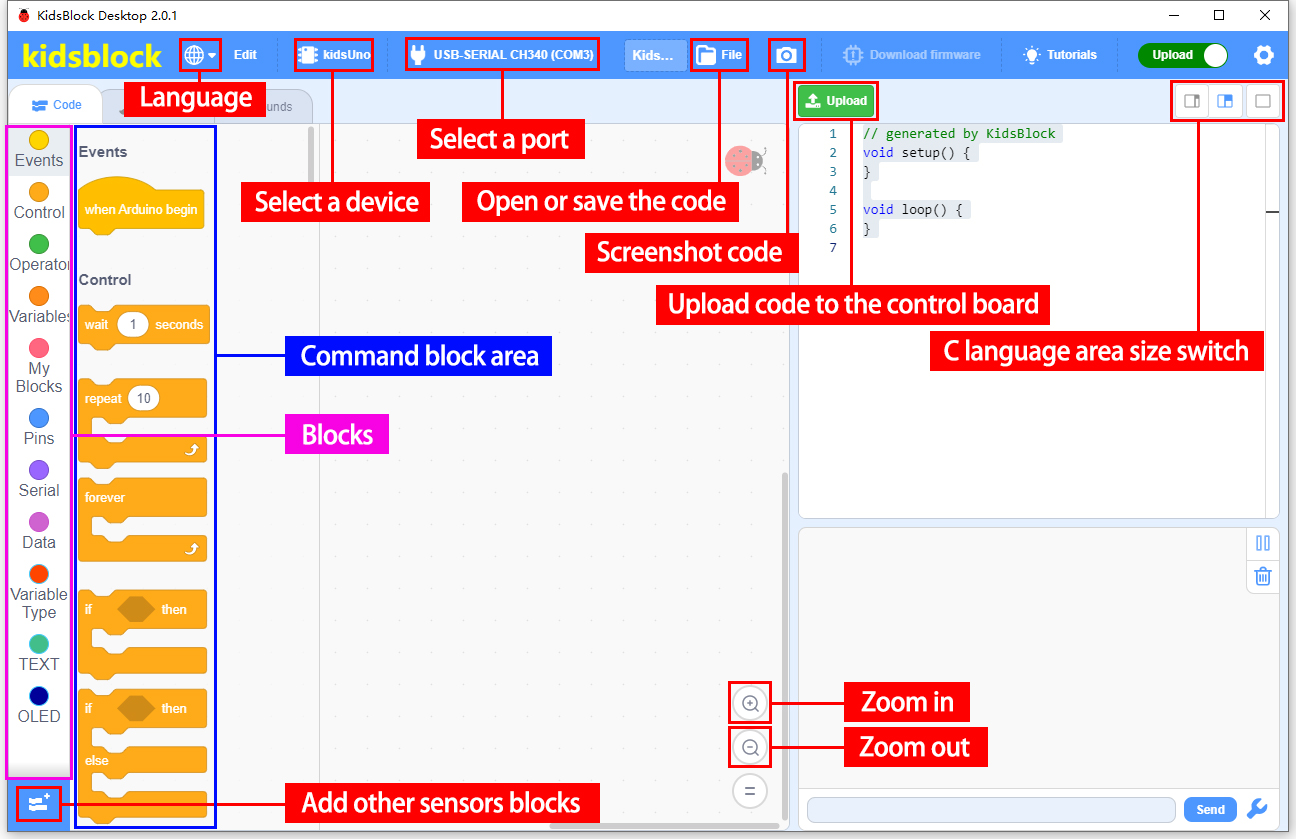 KidsBlock Desktop 2.0.1
kidsblock
Edit
kidsUno
USB-SERIAL CH340 (COM3)
Kids...
File
Download firmware
Tutorials
Upload
Code
Language
unds
Upload
Select a port
Select a device
Open or save the code
Screenshot code
Upload code to the control board
C language area size switch
Events
Control
Operator
Variables
My
Blocks
Pins
Serial
Data
Variable
Type
TEXT
OLED
Events
when Arduino begin
Control
wait 1 seconds
repeat 10
forever
if then
if then
else
Command block area
Blocks
Add other sensors blocks
Zoom in
Zoom out
1 // generated by KidsBlock
2 void setup() {
3 }
4
5 void loop() {
6 }
7
Send